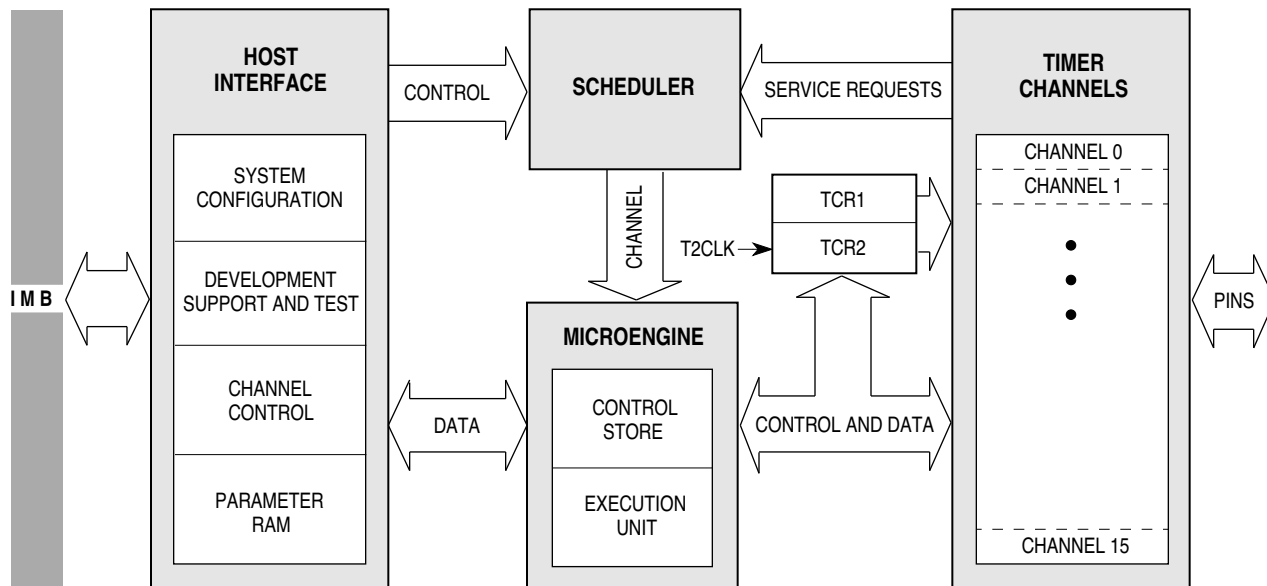 HOST
INTERFACE
SYSTEM
CONFIGURATION
DEVELOPMENT
SUPPORT AND TEST
CHANNEL
CONTROL
PARAMETER
RAM
I M B
CONTROL
SCHEDULER
SERVICE REQUESTS
CHANNEL
TCR1
T2CLK
TCR2
MICROENGINE
CONTROL
STORE
EXECUTION
UNIT
DATA
CONTROL AND DATA
TIMER
CHANNELS
CHANNEL 0
CHANNEL 1
CHANNEL 15
PINS